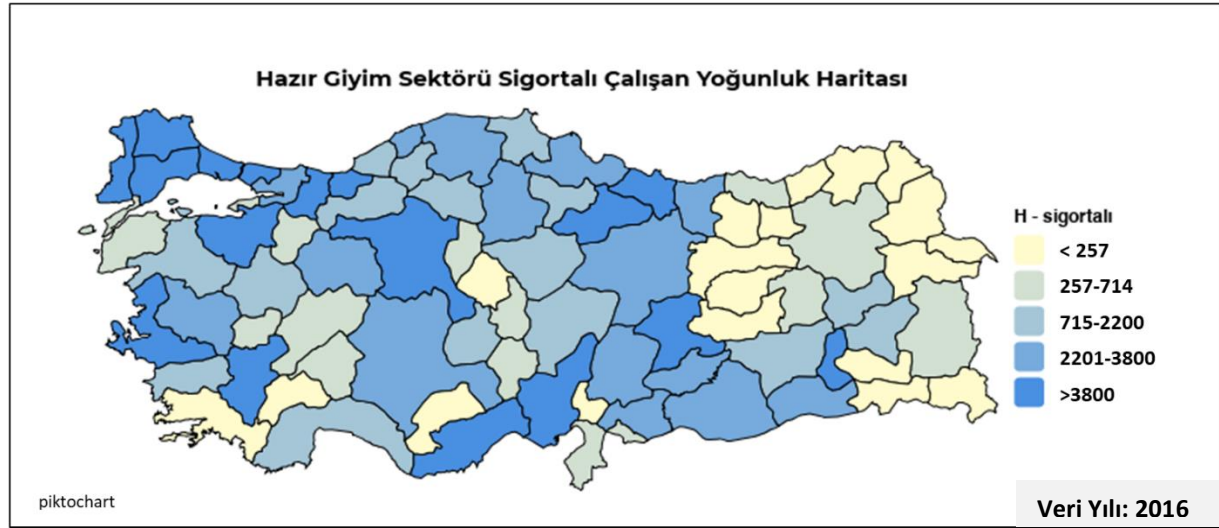 Hazır Giyim Sektörü Sigortalı Çalışan Yoğunluk Haritası
H - sigortalı
< 257
257-714
715-2200
2201-3800
>3800
piktochart
Veri Yılı: 2016